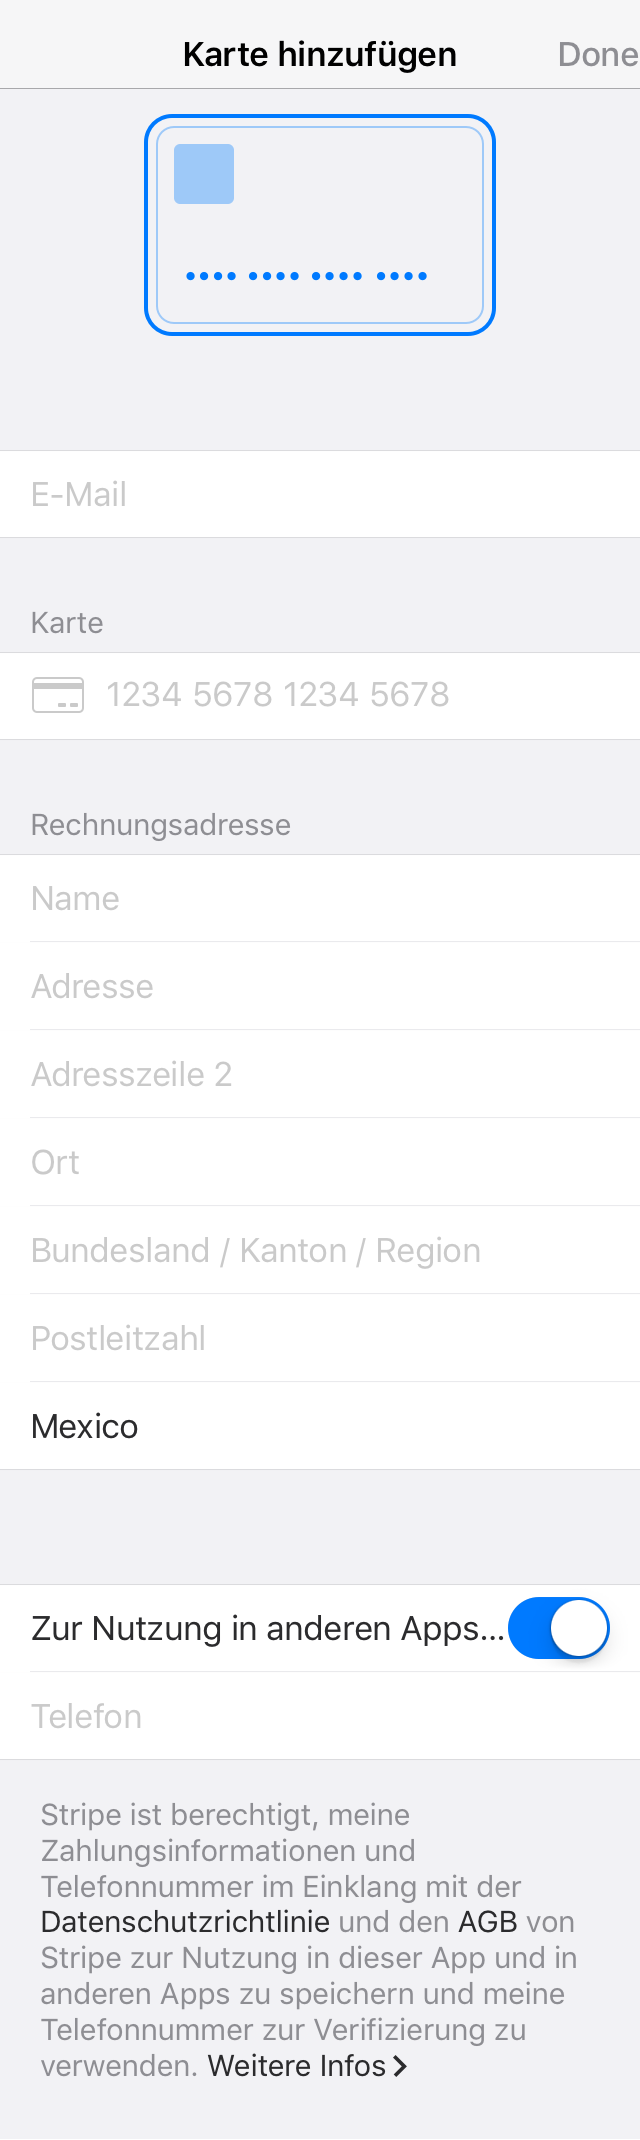 Karte hinzufügen
Done
•••• •••• •••• ••••
E-Mail
Karte
1234 5678 1234 5678
Rechnungsadresse
Name
Adresse
Adresszeile 2
Ort
Bundesland / Kanton / Region
Postleitzahl
Mexico
Zur Nutzung in anderen Apps...
Telefon
Stripe ist berechtigt, meine
Zahlungsinformationen und
Telefonnummer im Einklang mit der
Datenschutzrichtlinie und den AGB von
Stripe zur Nutzung in dieser App und in
anderen Apps zu speichern und meine
Telefonnummer zur Verifizierung zu
verwenden. Weitere Infos